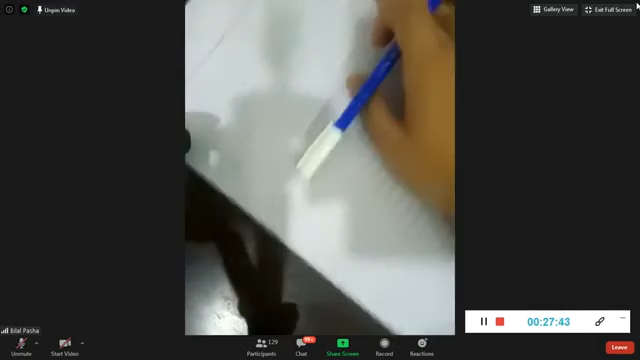 Unpin Video
Gallery View
Exit Full Screen
Bilal Pasha
00:27:43
Unmute
Start Video
129
Participants
99+
Chat
Share Screen
Record
Reactions
Leave